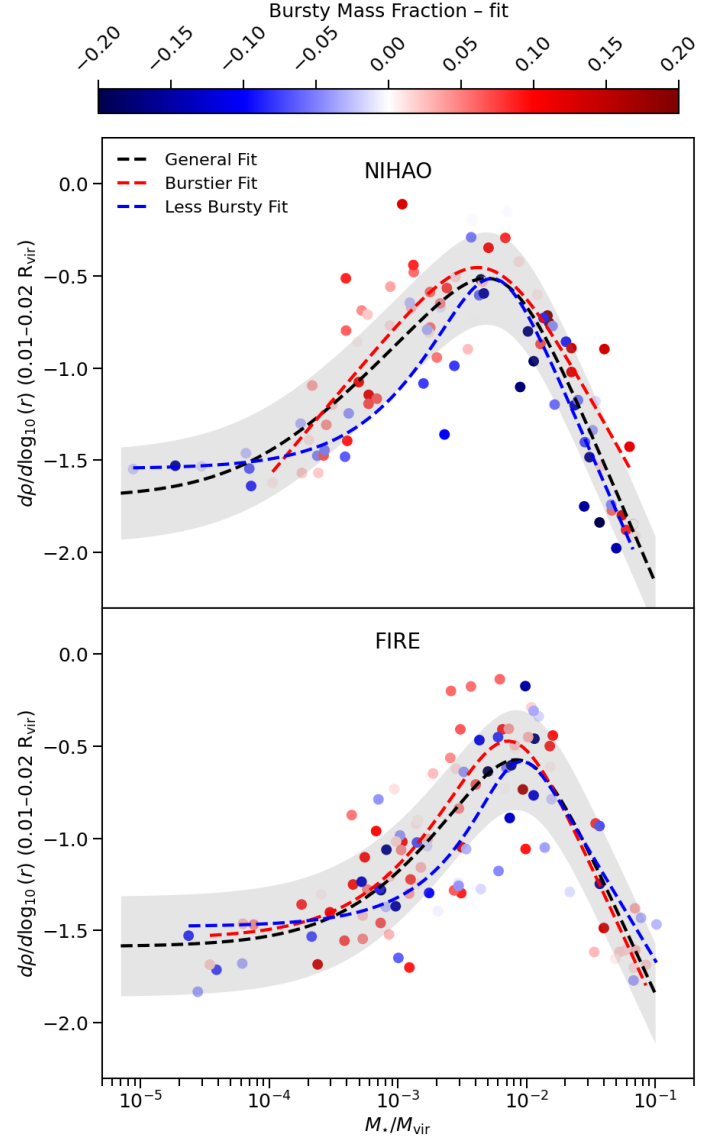 Bursty Mass Fraction – fit
−0.20 −0.15 −0.10 −0.05 0.00 0.05 0.10 0.15 0.20
NIHAO
General Fit
Burstier Fit
Less Bursty Fit
0.0
−0.5
−1.0
−1.5
−2.0
dρ/dlog₁₀(r) (0.01–0.02 Rᵥᵢᵣ)
FIRE
0.0
−0.5
−1.0
−1.5
−2.0
dρ/dlog₁₀(r) (0.01–0.02 Rᵥᵢᵣ)
10⁻⁵ 10⁻⁴ 10⁻³ 10⁻² 10⁻¹
M⋆/Mᵥᵢᵣ